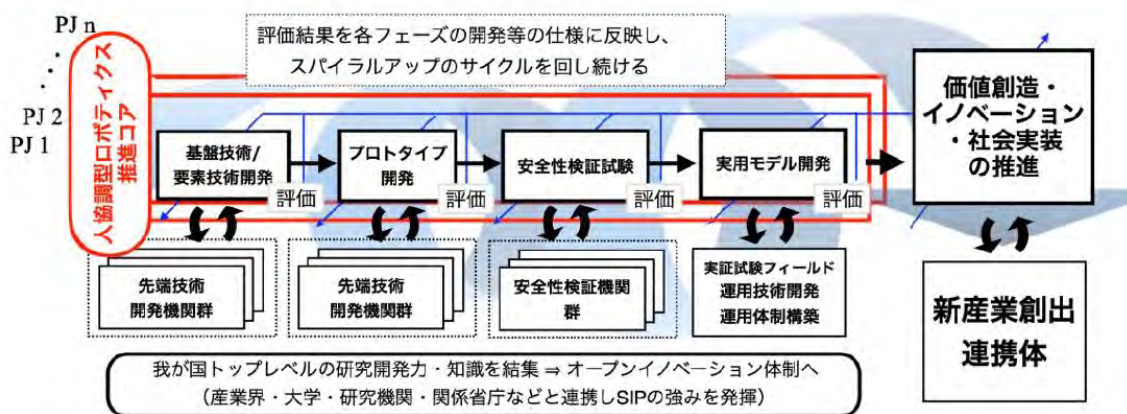 PJ n
PJ 2
PJ 1
人協調型ロボティクス
推進コア
評価結果を各フェーズの開発等の仕様に反映し、
スパイラルアップのサイクルを回し続ける
基盤技術/
要素技術開発
評価
プロトタイプ
開発
評価
安全性検証試験
評価
実用モデル開発
評価
価値創造・
イノベーション
・社会実装
の推進
先端技術
開発機関群
先端技術
開発機関群
安全性検証機関
群
実証試験フィールド
運用技術開発
運用体制構築
新産業創出
連携体
我が国トップレベルの研究開発力・知識を結集 ⇒ オープンイノベーション体制へ
(産業界・大学・研究機関・関係省庁などと連携しSIPの強みを発揮)